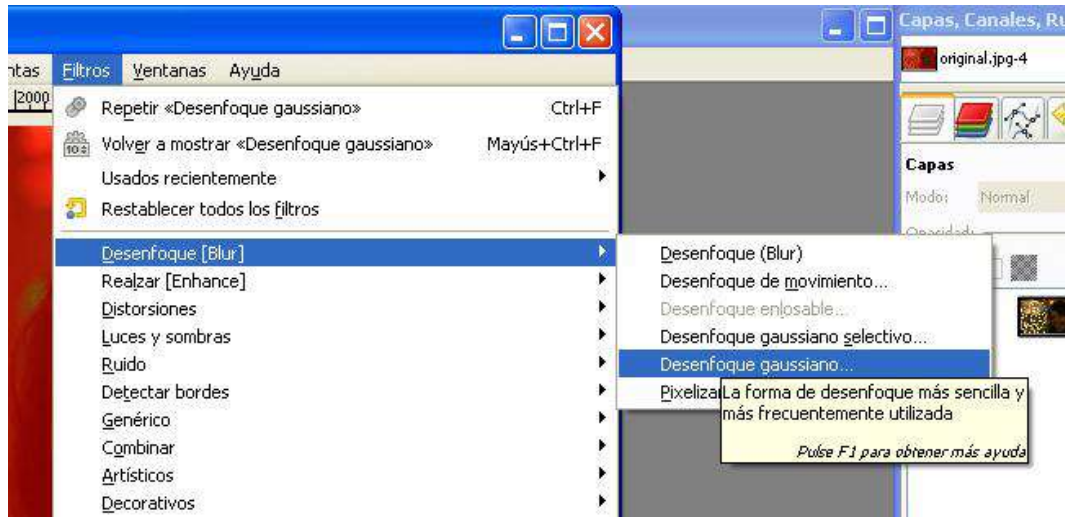 Capas, Canales, Ru
original.jpg-4
ntas Filtros Ventanas Ayuda
2000
Repetir «Desenfoque gaussiano» Ctrl+F
Volver a mostrar «Desenfoque gaussiano» Mayús+Ctrl+F
Usados recientemente
Restablecer todos los filtros
Desenfoque [Blur]
Realzar [Enhance]
Distorsiones
Luces y sombras
Ruido
Detectar bordes
Genérico
Combinar
Artísticos
Decorativos
Desenfoque (Blur)
Desenfoque de movimiento...
Desenfoque enlosable...
Desenfoque gaussiano selectivo...
Desenfoque gaussiano...
Pixeliza
La forma de desenfoque más sencilla y
más frecuentemente utilizada
Pulse F1 para obtener más ayuda
Capas
Modo: Normal